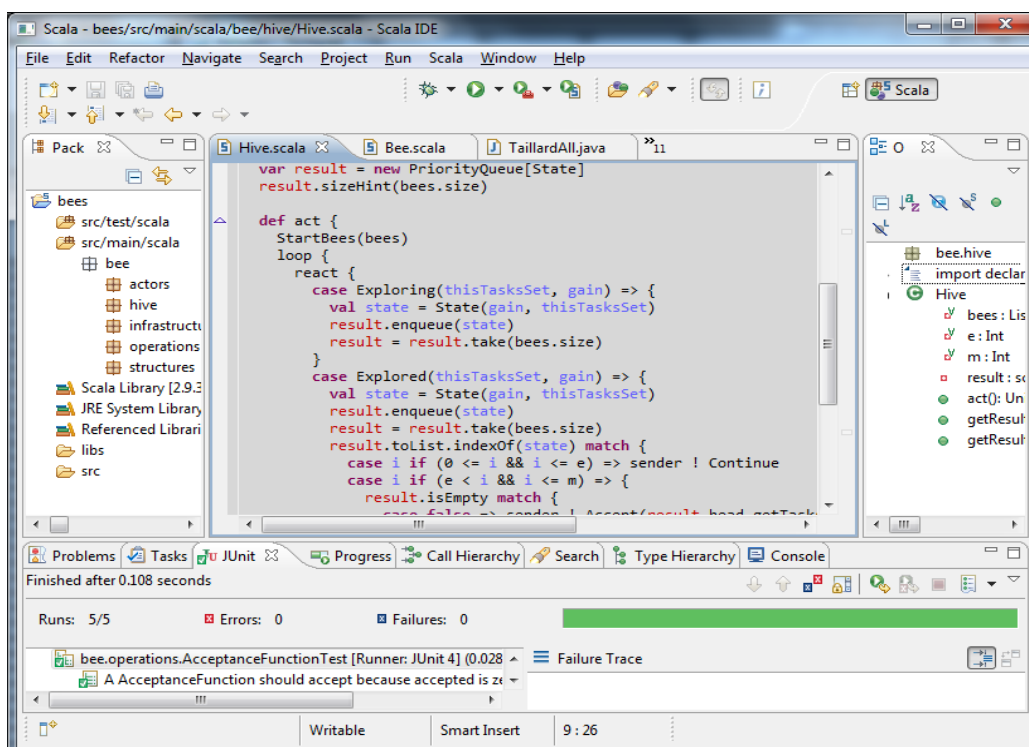 Scala - bees/src/main/scala/bee/hive/Hive.scala - Scala IDE
File Edit Refactor Navigate Search Project Run Scala Window Help
Scala
Pack
bees
src/test/scala
src/main/scala
bee
actors
hive
infrastructu
operations
structures
Scala Library [2.9.3
JRE System Library
Referenced Librari
libs
src
Hive.scala Bee.scala TaillardAll.java »11
var result = new PriorityQueue[State]
result.sizeHint(bees.size)
def act {
StartBees(bees)
loop {
react {
case Exploring(thisTasksSet, gain) => {
val state = State(gain, thisTasksSet)
result.enqueue(state)
result = result.take(bees.size)
}
case Explored(thisTasksSet, gain) => {
val state = State(gain, thisTasksSet)
result.enqueue(state)
result = result.take(bees.size)
result.toList.indexOf(state) match {
case i if (0 <= i && i <= e) => sender ! Continue
case i if (e < i && i <= m) => {
result.isEmpty match {
case false => sender ! Accept(result.head.getTask
O
bee.hive
import declar
Hive
bees : Lis
e : Int
m : Int
result : sc
act(): Un
getResul
getResul
Problems Tasks JUnit Progress Call Hierarchy Search Type Hierarchy Console
Finished after 0.108 seconds
Runs: 5/5 Errors: 0 Failures: 0
bee.operations.AcceptanceFunctionTest [Runner: JUnit 4] (0.028
A AcceptanceFunction should accept because accepted is ze
Failure Trace
Writable Smart Insert 9 : 26